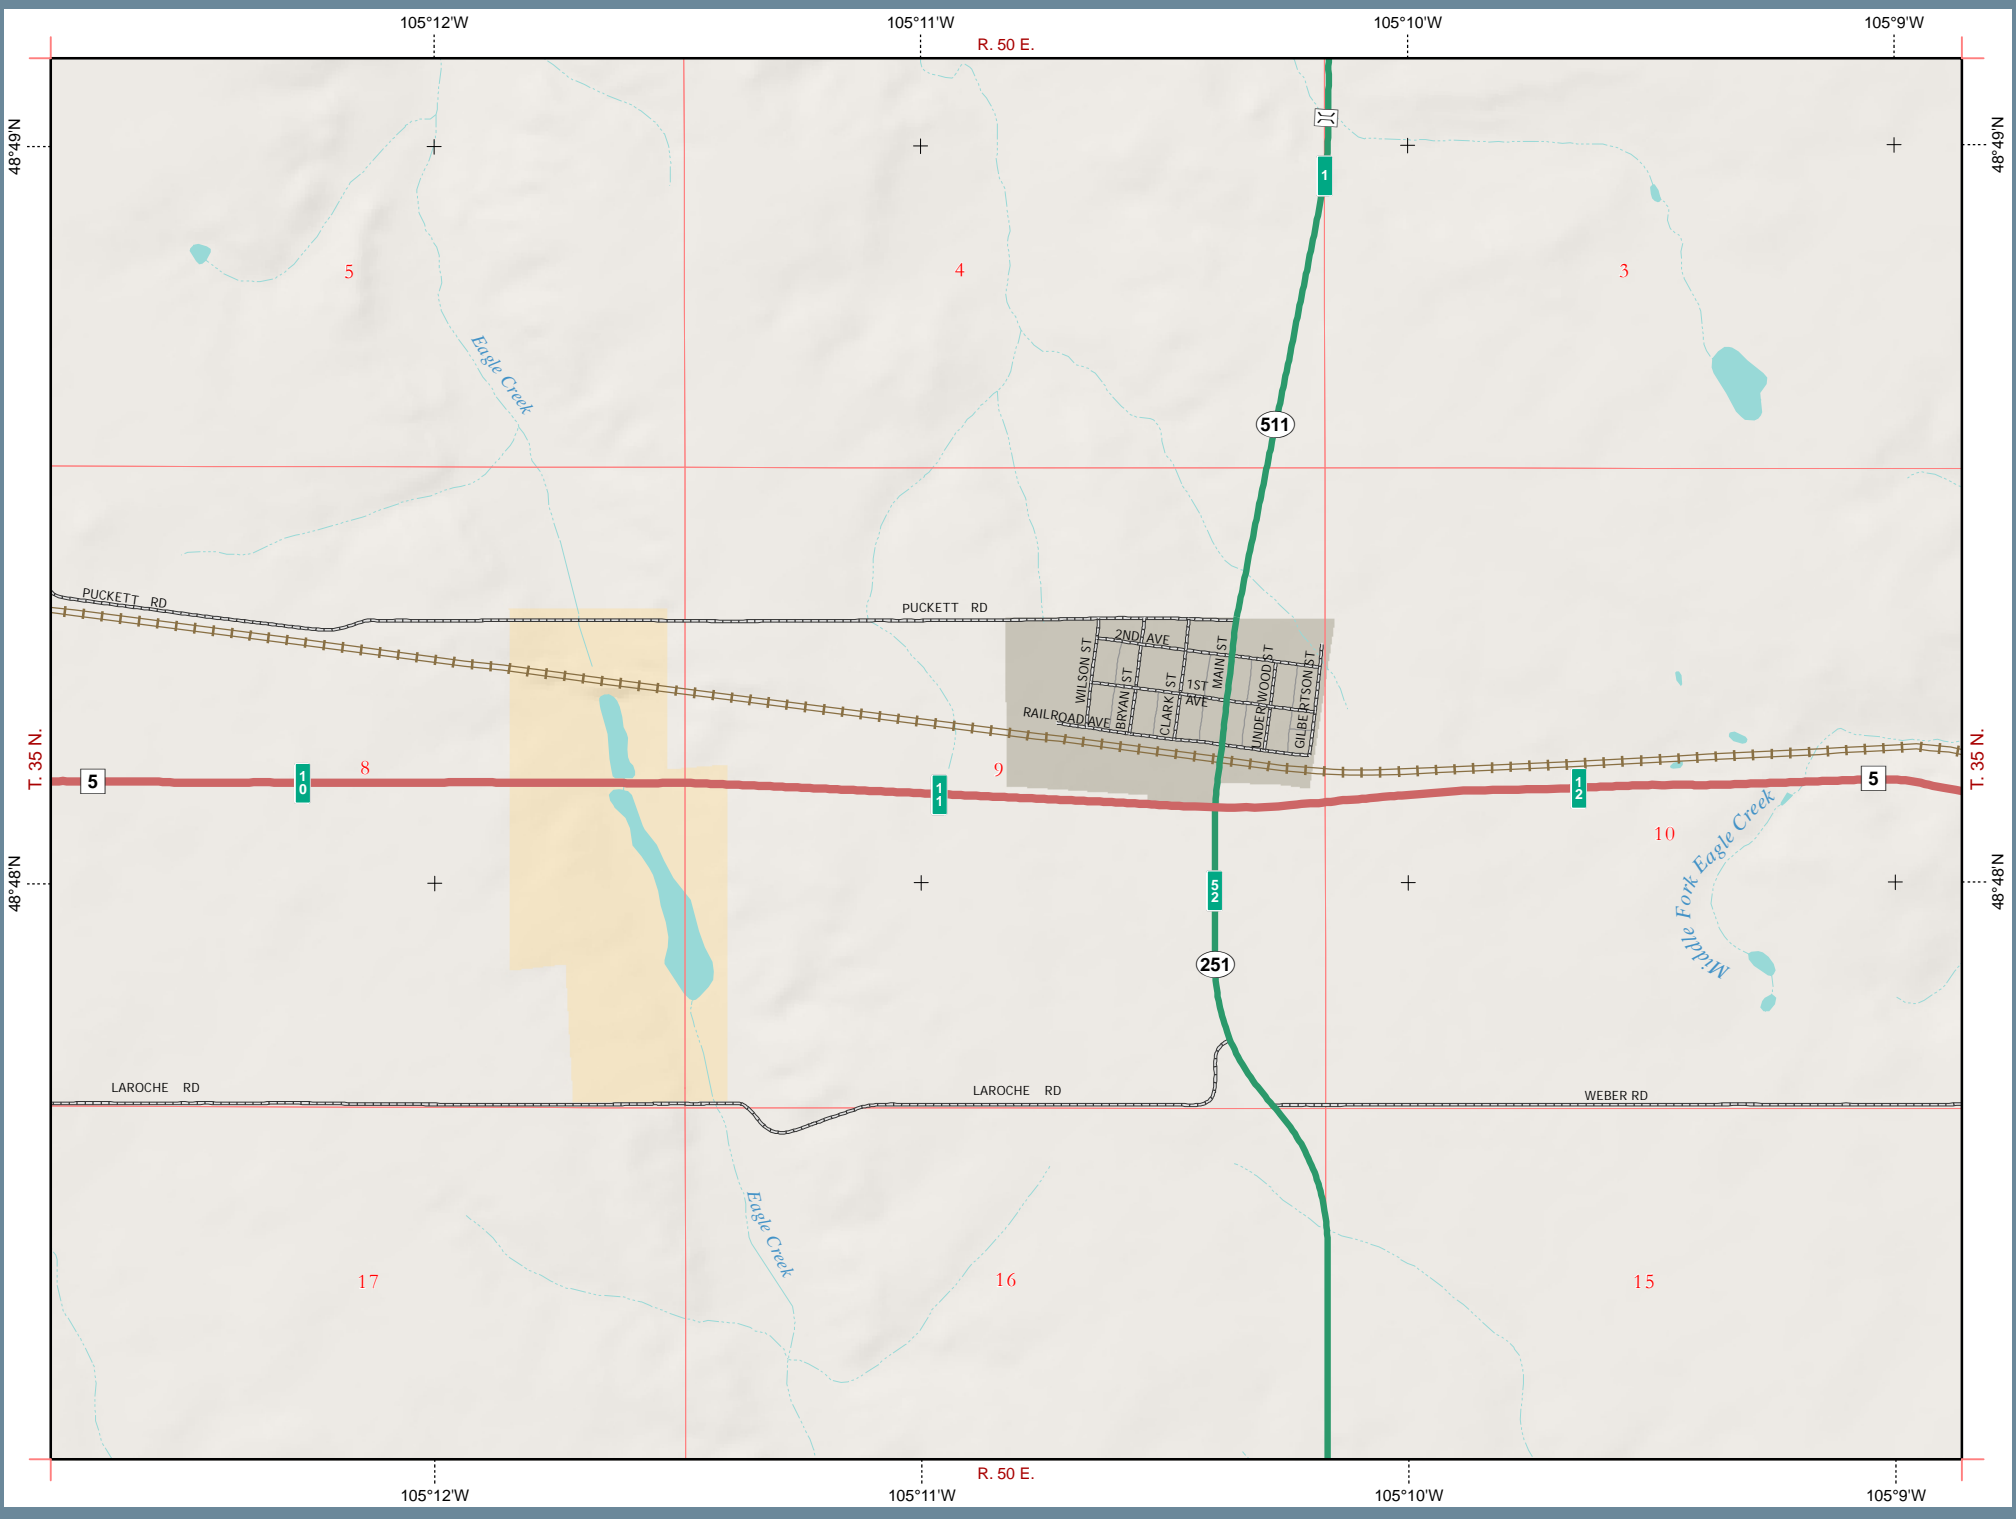 105°12'W 105°11'W 105°10'W 105°9'W
R. 50 E.
48°49'N
48°49'N
1
5
4
3
Eagle Creek
511
PUCKETT RD
PUCKETT RD
2ND AVE
WILSON ST
BRYAN ST
CLARK ST
MAIN ST
UNDERWOOD ST
GILBERTSON ST
1ST
AVE
RAILROAD AVE
T. 35 N.
T. 35 N.
5
10
8
9
11
12
5
10
Middle Fork Eagle Creek
48°48'N
48°48'N
52
251
LAROCHE RD
LAROCHE RD
WEBER RD
Eagle Creek
17
16
15
R. 50 E.
105°12'W 105°11'W 105°10'W 105°9'W